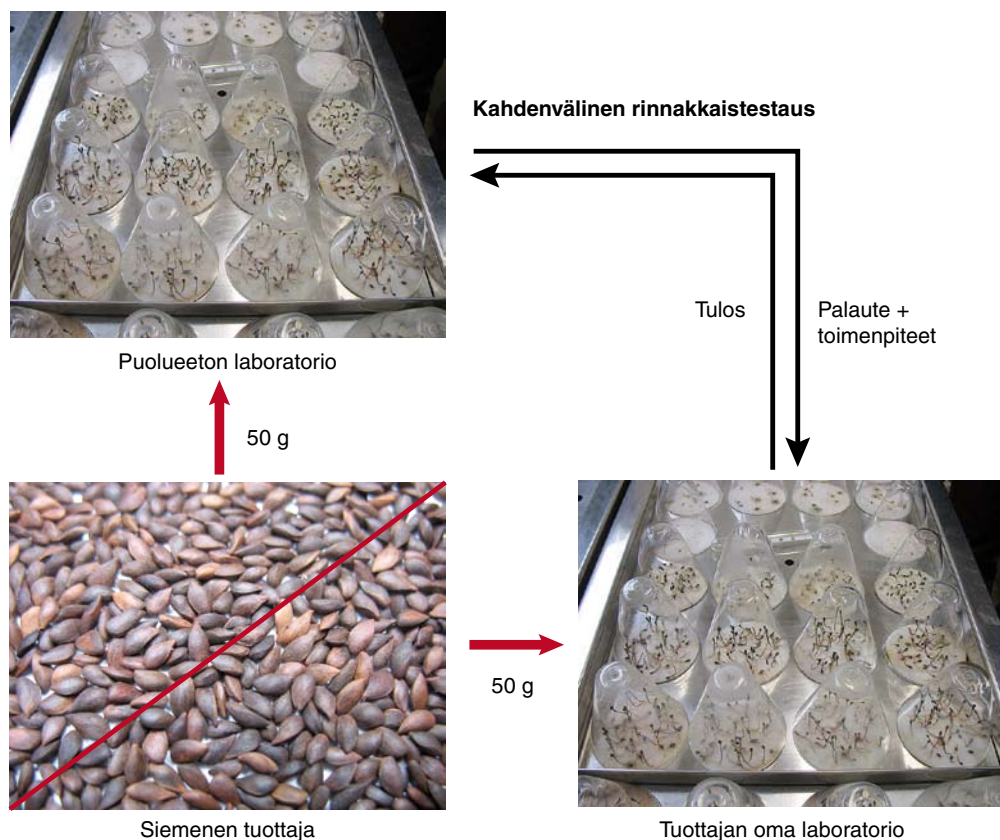 Kahdenvälinen rinnakkaistestaus
Tulos
Palaute +
toimenpiteet
Puolueeton laboratorio
50 g
50 g
Siemenen tuottaja
Tuottajan oma laboratorio